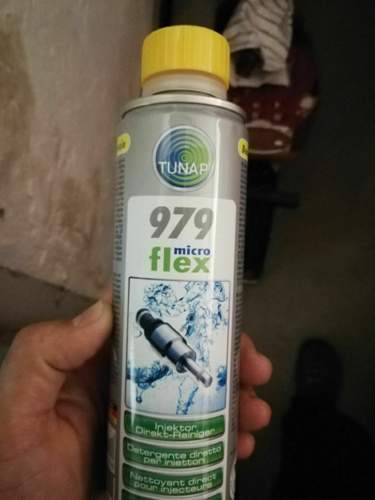 TUNAP
979
micro
flex
Injektor
Direkt-Reiniger
Detergente diretto
per iniettori
Nettoyant direct
pour injecteurs